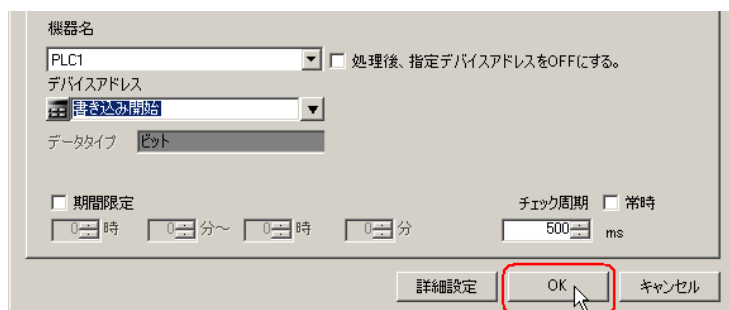 機器名
PLC1 処理後、指定デバイスアドレスをOFFにする。
デバイスアドレス
書き込み開始
データタイプ ビット
期間限定 チェック周期 常時
0時 0分~ 0時 0分 500 ms
詳細設定 OK キャンセル